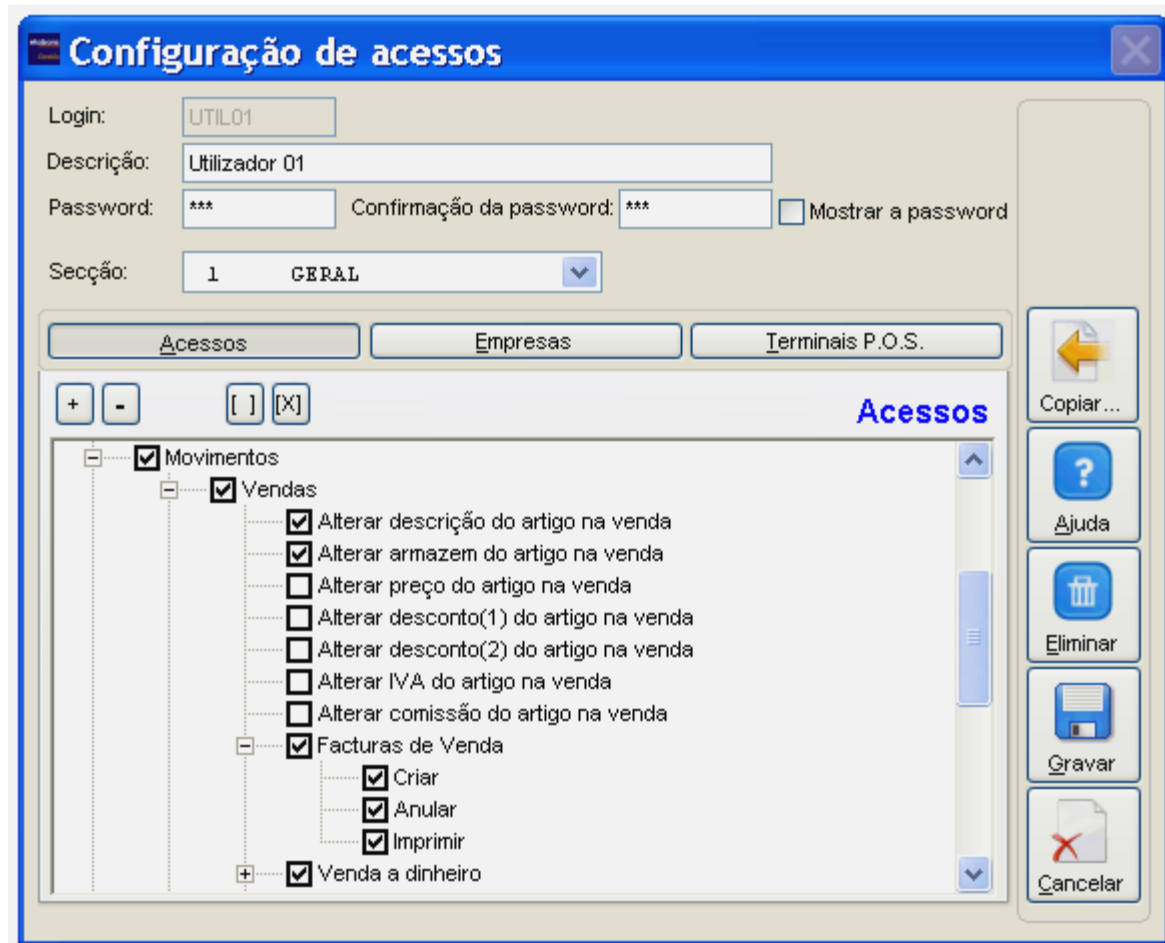 Configuração de acessos
Login: UTIL01
Descrição: Utilizador 01
Password: *** Confirmação da password: *** Mostrar a password
Secção: 1 GERAL
Acessos Empresas Terminais P.O.S.
+ - [ ] [X] Acessos
Movimentos
Vendas
Alterar descrição do artigo na venda
Alterar armazem do artigo na venda
Alterar preço do artigo na venda
Alterar desconto(1) do artigo na venda
Alterar desconto(2) do artigo na venda
Alterar IVA do artigo na venda
Alterar comissão do artigo na venda
Facturas de Venda
Criar
Anular
Imprimir
Venda a dinheiro
Copiar...
Ajuda
Eliminar
Gravar
Cancelar